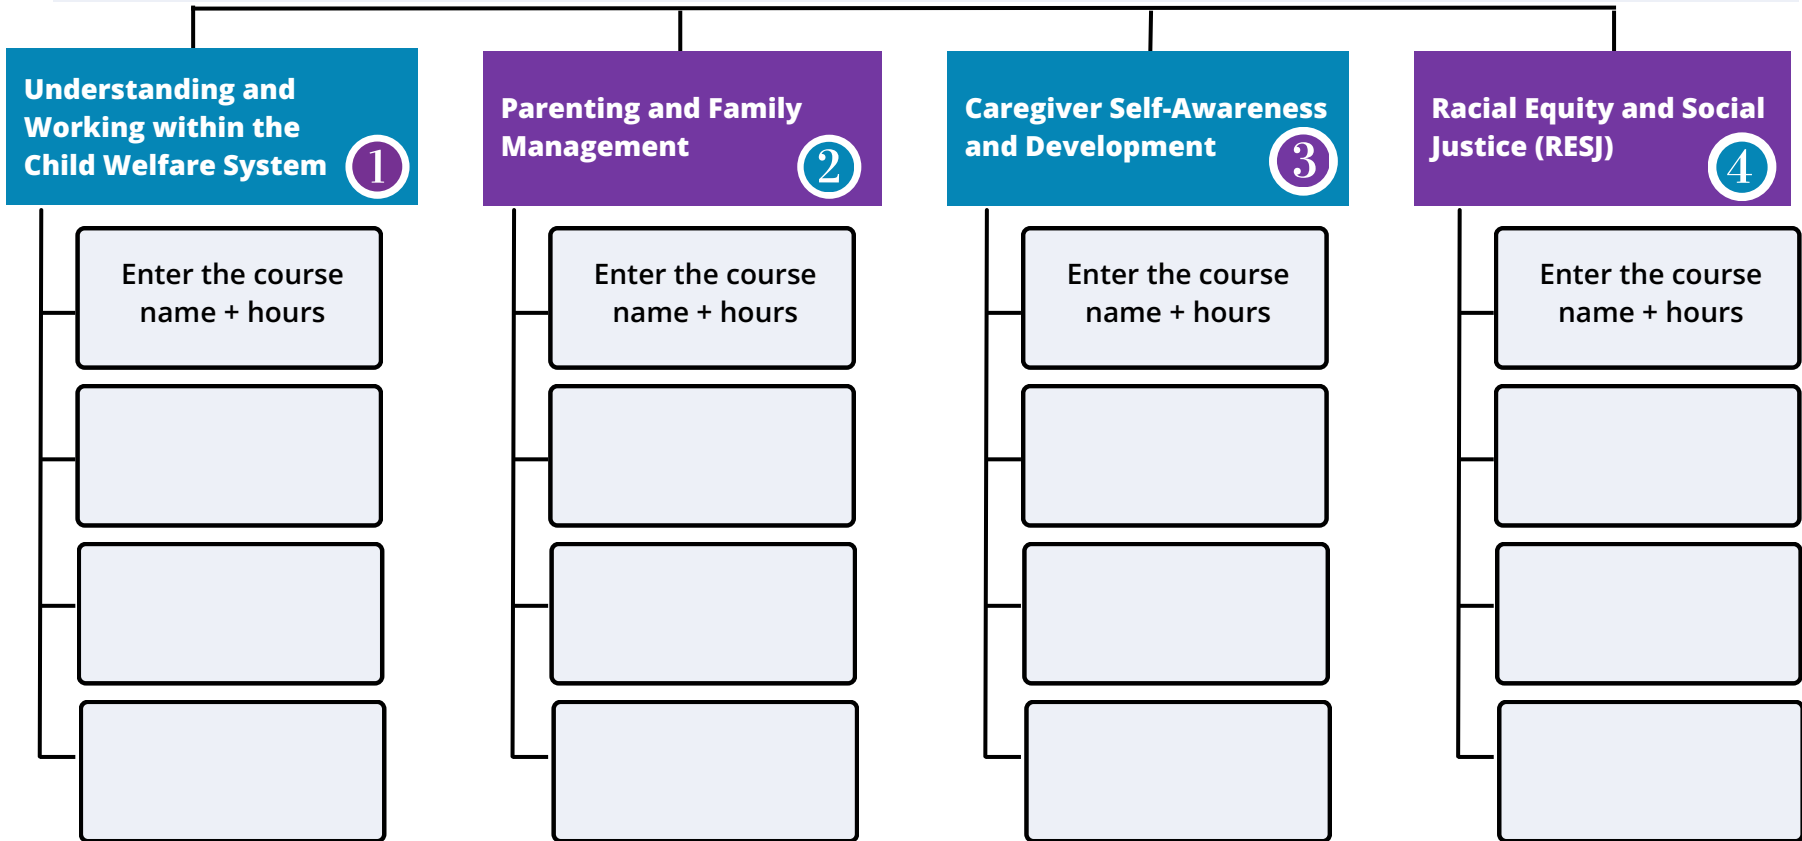 Understanding and
Working within the
Child Welfare System
1
Parenting and Family
Management
2
Caregiver Self-Awareness
and Development
3
Racial Equity and Social
Justice (RESJ)
4
Enter the course
name + hours
Enter the course
name + hours
Enter the course
name + hours
Enter the course
name + hours